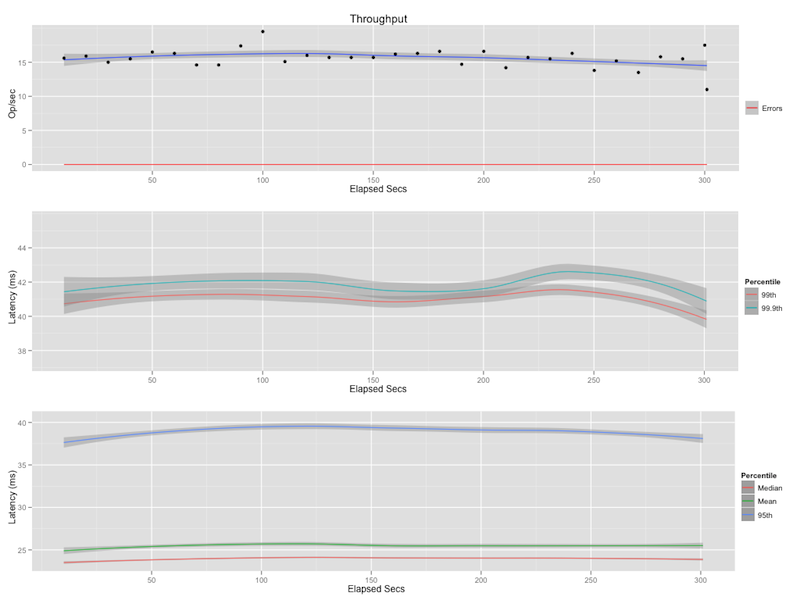 Throughput
15
10
5
0
Op/sec
50
100
150
200
250
300
Elapsed Secs
Errors
44
42
40
38
Latency (ms)
50
100
150
200
250
300
Elapsed Secs
Percentile
99th
99.9th
40
35
30
25
Latency (ms)
50
100
150
200
250
300
Elapsed Secs
Percentile
Median
Mean
95th